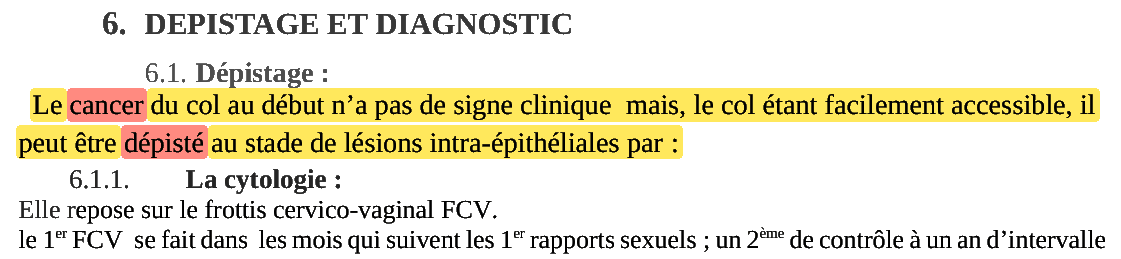 6. DEPISTAGE ET DIAGNOSTIC
6.1. Dépistage :
Le cancer du col au début n’a pas de signe clinique mais, le col étant facilement accessible, il
peut être dépisté au stade de lésions intra-épithéliales par :
6.1.1. La cytologie :
Elle repose sur le frottis cervico-vaginal FCV.
le 1er FCV se fait dans les mois qui suivent les 1er rapports sexuels ; un 2ème de contrôle à un an d’intervalle